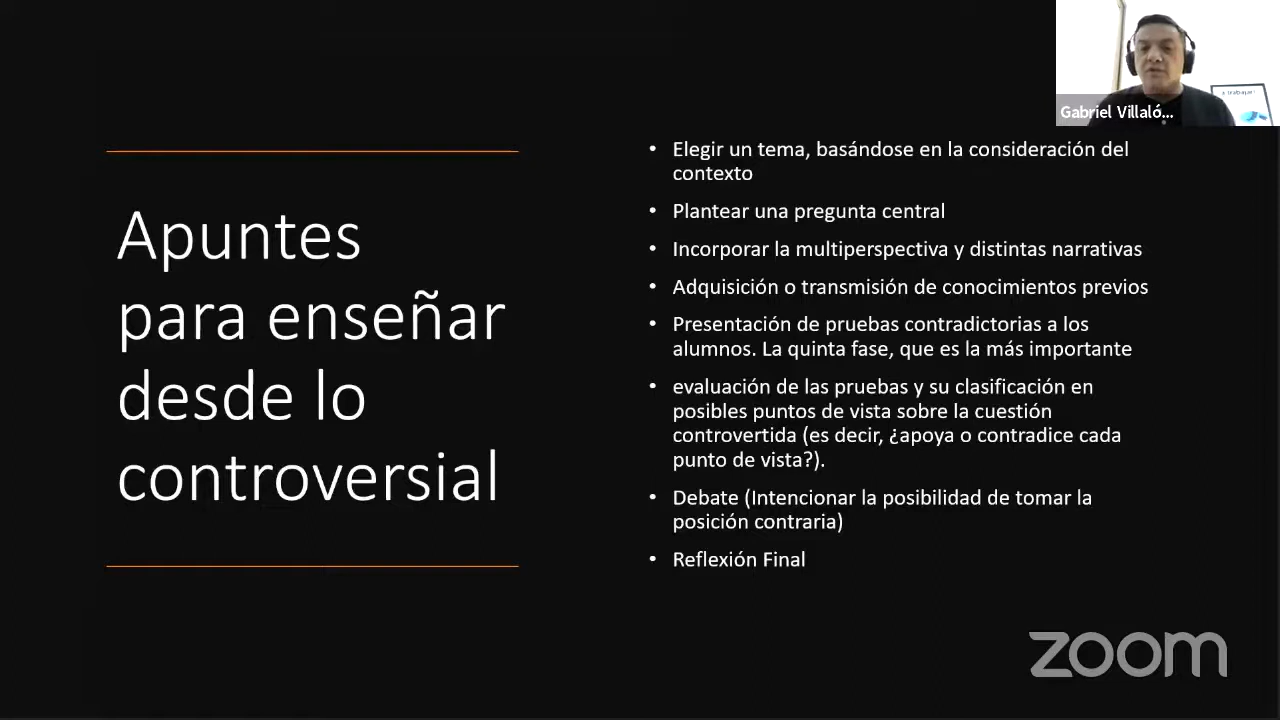 Apuntes
para enseñar
desde lo
controversial
• Elegir un tema, basándose en la consideración del
contexto
• Plantear una pregunta central
• Incorporar la multiperspectiva y distintas narrativas
• Adquisición o transmisión de conocimientos previos
• Presentación de pruebas contradictorias a los
alumnos. La quinta fase, que es la más importante
• evaluación de las pruebas y su clasificación en
posibles puntos de vista sobre la cuestión
controvertida (es decir, ¿apoya o contradice cada
punto de vista?).
• Debate (Intencionar la posibilidad de tomar la
posición contraria)
• Reflexión Final
Gabriel Villaló...
zoom